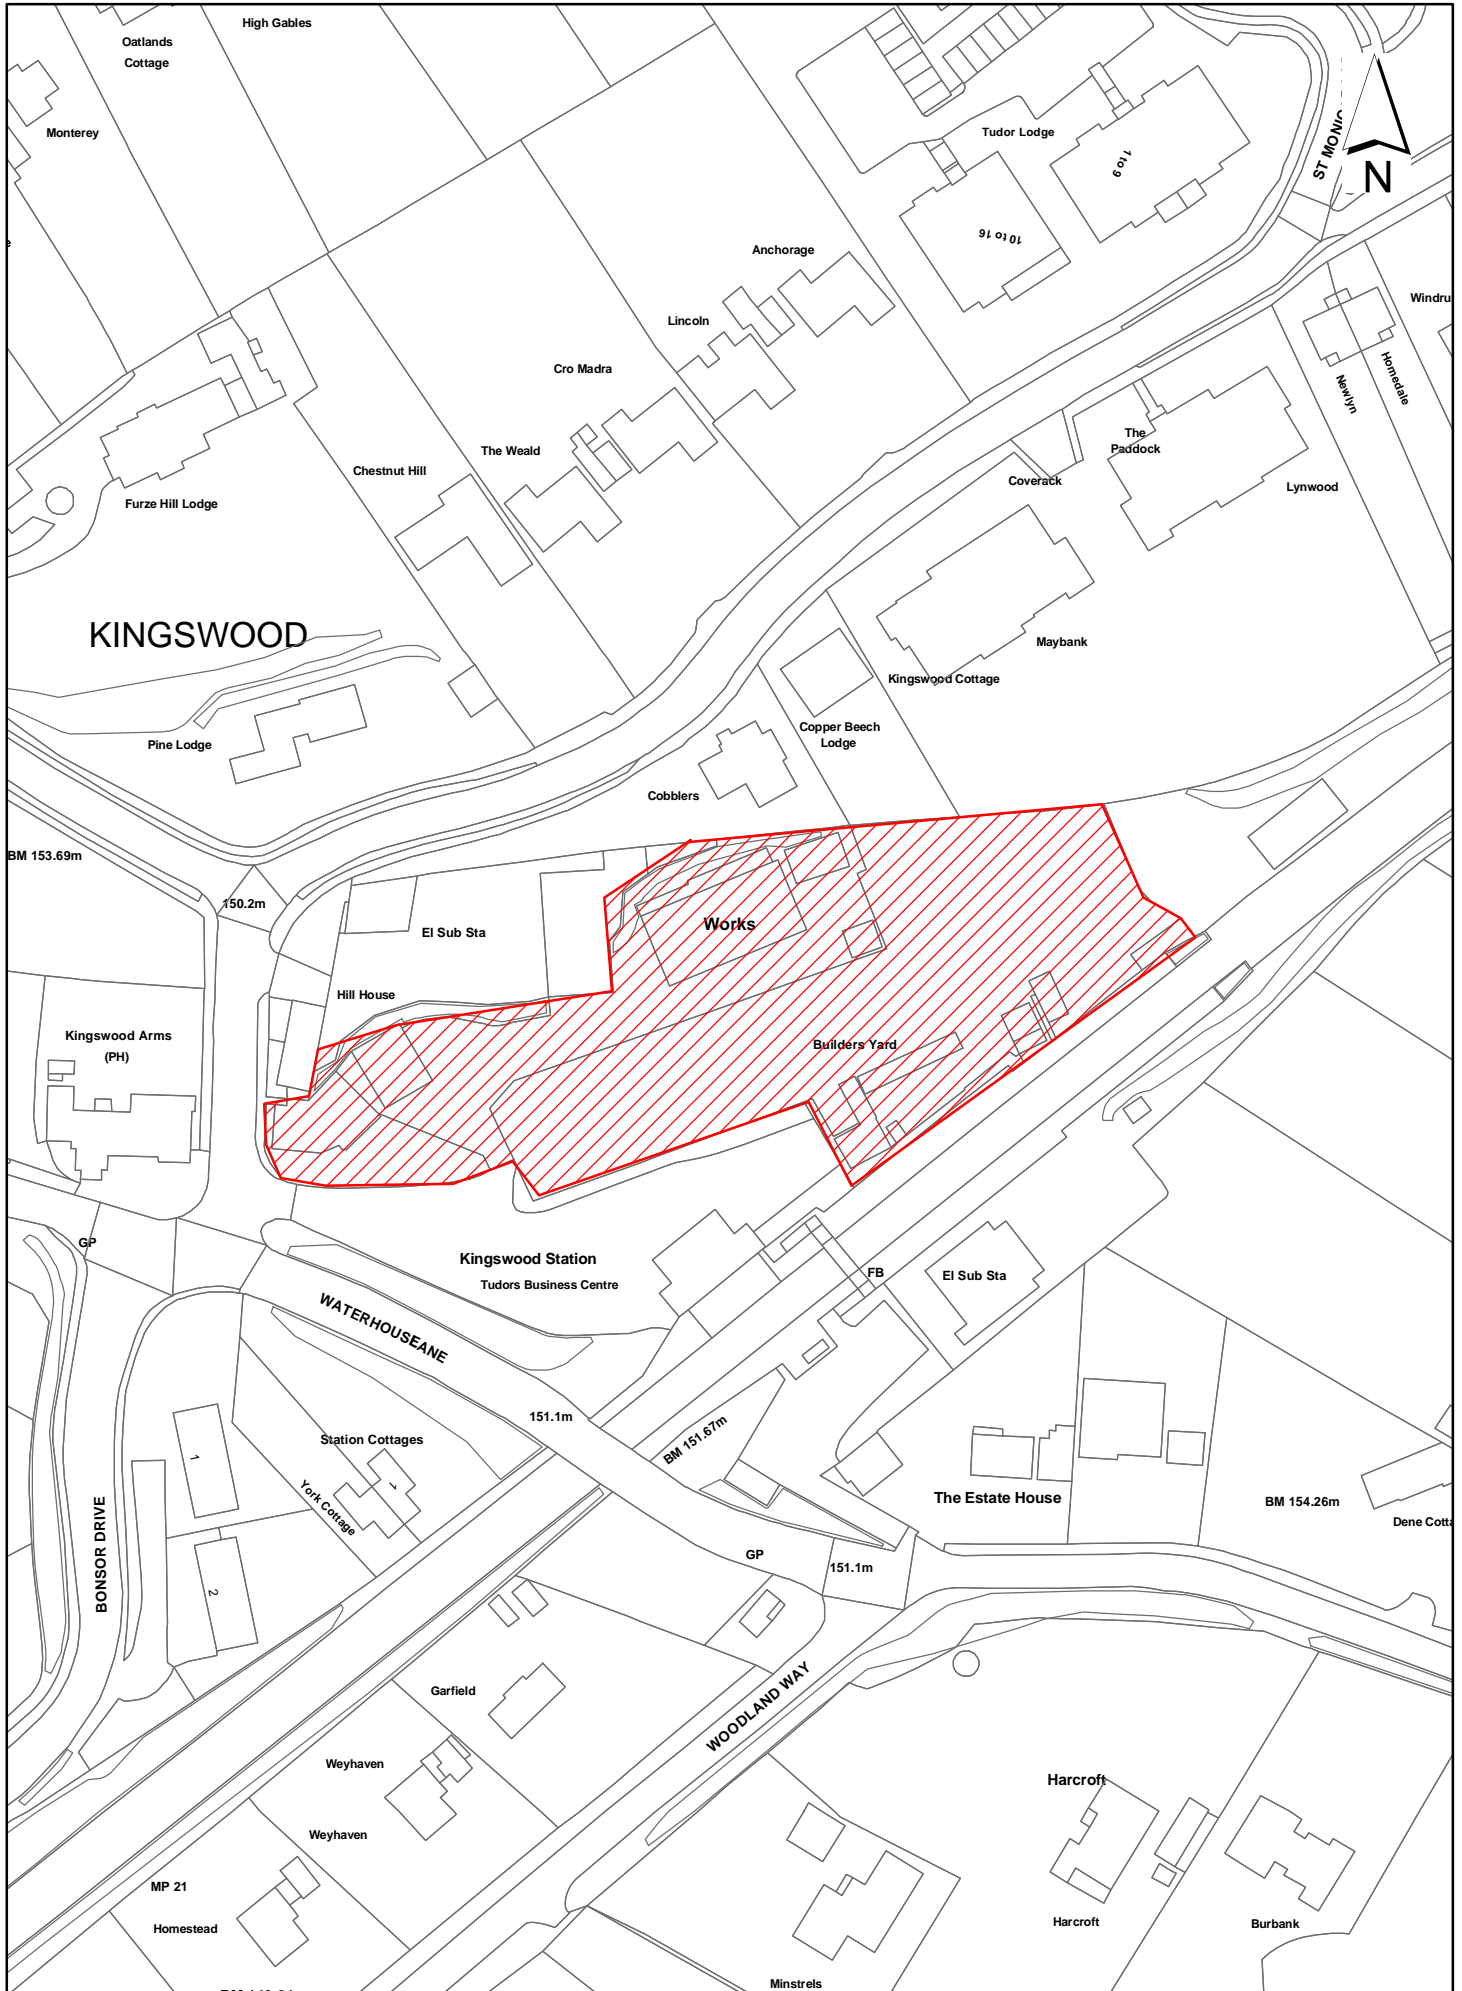 High Gables
Oatlands
Cottage
Monterey
Tudor Lodge
1 to 9
10 to 16
N
Anchorage
Lincoln
Windru
Newlyn
Homedale
Cro Madra
The
Paddock
The Weald
Chestnut Hill
Coverack
Lynwood
Furze Hill Lodge
KINGSWOOD
Maybank
Kingswood Cottage
Pine Lodge
Copper Beech
Lodge
Cobblers
BM 153.69m
150.2m
El Sub Sta
Works
Hill House
Kingswood Arms
(PH)
Builders Yard
GP
Kingswood Station
Tudors Business Centre
FB
El Sub Sta
WATERHOUSEANE
151.1m
BM 151.67m
Station Cottages
1
1
York Cottage
The Estate House
BM 154.26m
Dene Cotta
BONSOR DRIVE
2
GP
151.1m
WOODLAND WAY
Garfield
Weyhaven
Harcroft
Weyhaven
MP 21
Homestead
Harcroft
Burbank
Minstrels